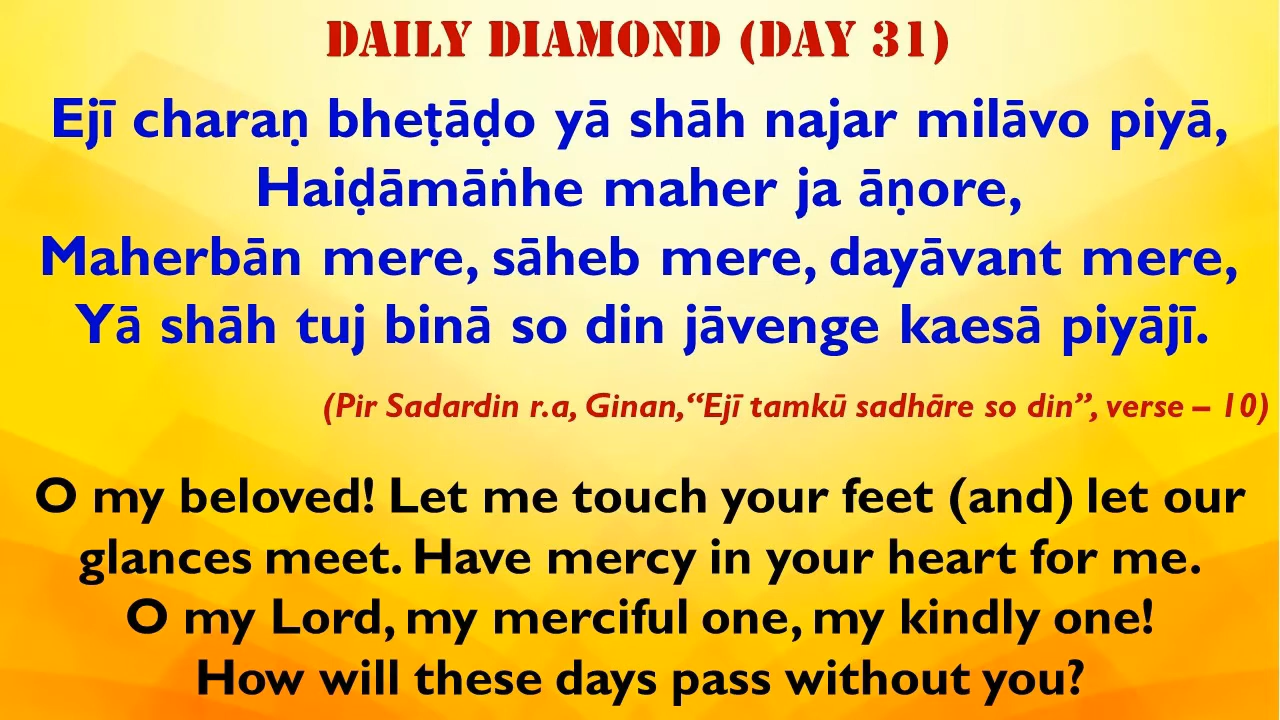 DAILY DIAMOND (DAY 31)
Ejī charaṇ bheṭāḍo yā shāh najar milāvo piyā,
Haiḍāmāṅhe maher ja āṇore,
Maherbān mere, sāheb mere, dayāvant mere,
Yā shāh tuj binā so din jāvenge kaesā piyājī.
(Pir Sadardin r.a, Ginan,“Ejī tamkū sadhāre so din”, verse – 10)
O my beloved! Let me touch your feet (and) let our
glances meet. Have mercy in your heart for me.
O my Lord, my merciful one, my kindly one!
How will these days pass without you?